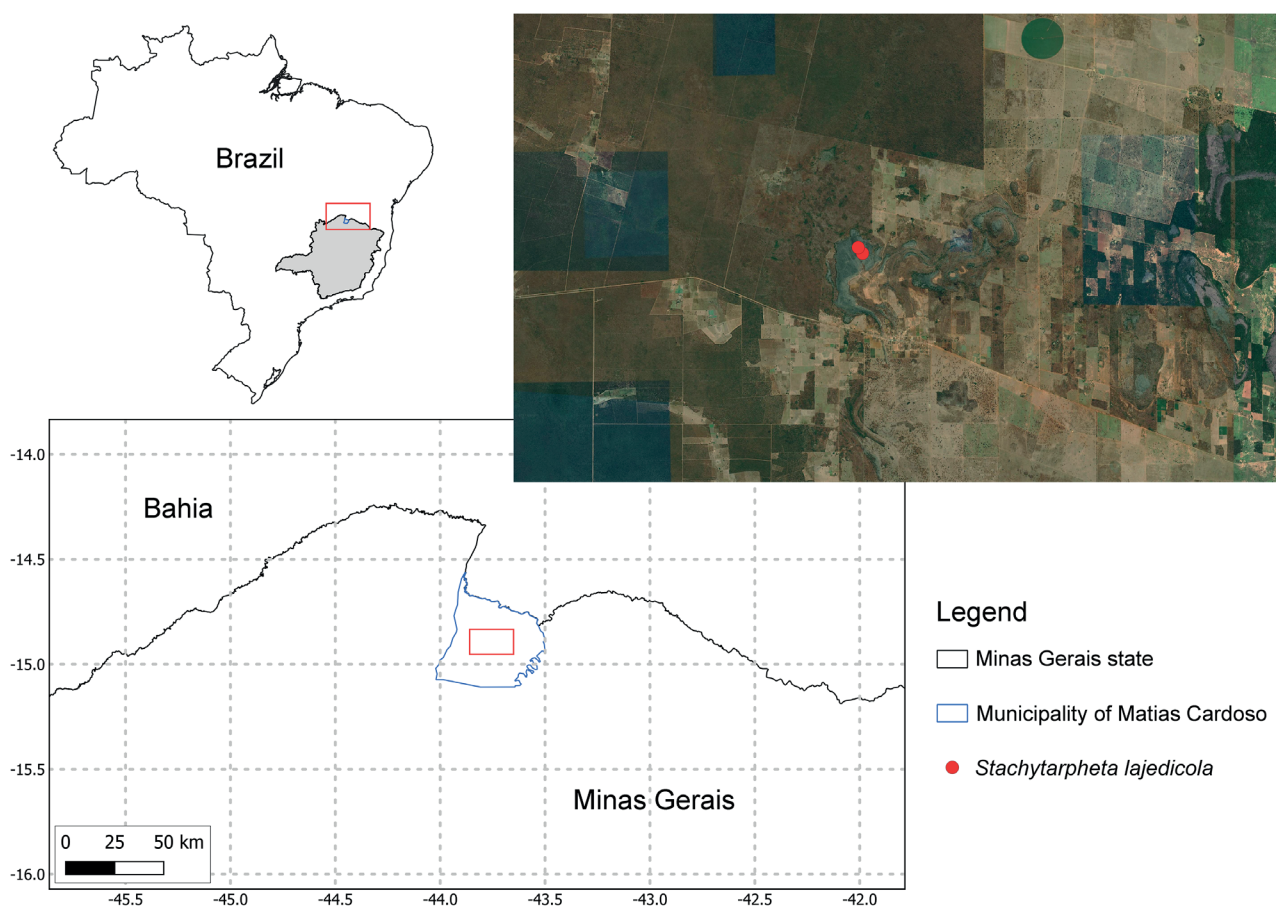 Brazil
-14.0
-14.5
-15.0
-15.5
-16.0
Bahia
Minas Gerais
0 25 50 km
-45.5 -45.0 -44.5 -44.0 -43.5 -43.0 -42.5 -42.0
Legend
Minas Gerais state
Municipality of Matias Cardoso
Stachytarpheta lajedicola